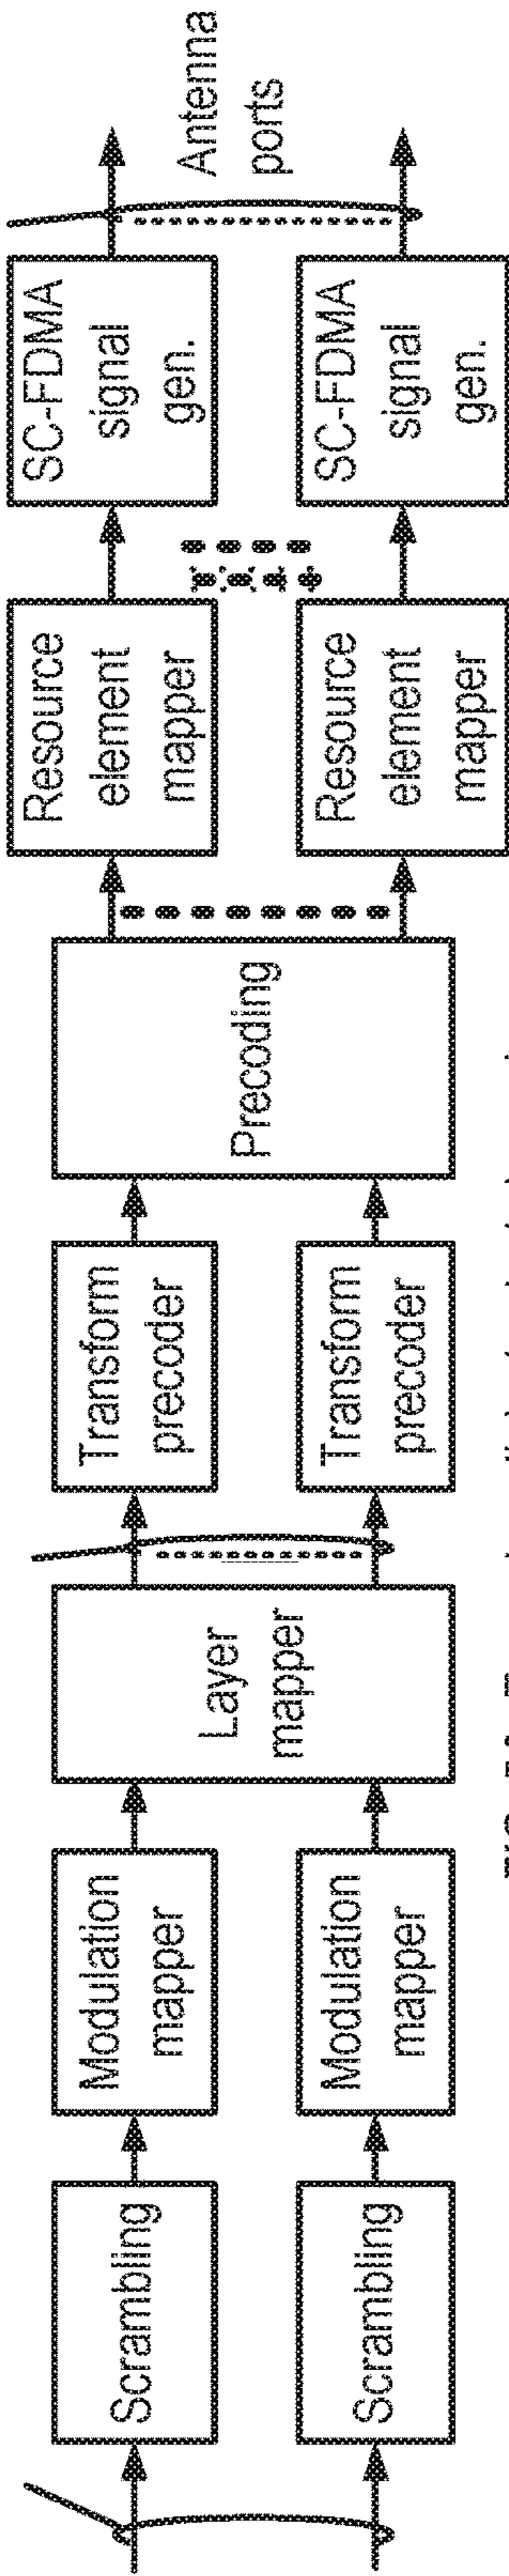 Scrambling
Modulation
mapper
Layer
mapper
Transform
precoder
Precoding
Resource
element
mapper
SC-FDMA
signal
gen.
Antenna
ports
Scrambling
Modulation
mapper
Transform
precoder
Resource
element
mapper
SC-FDMA
signal
gen.